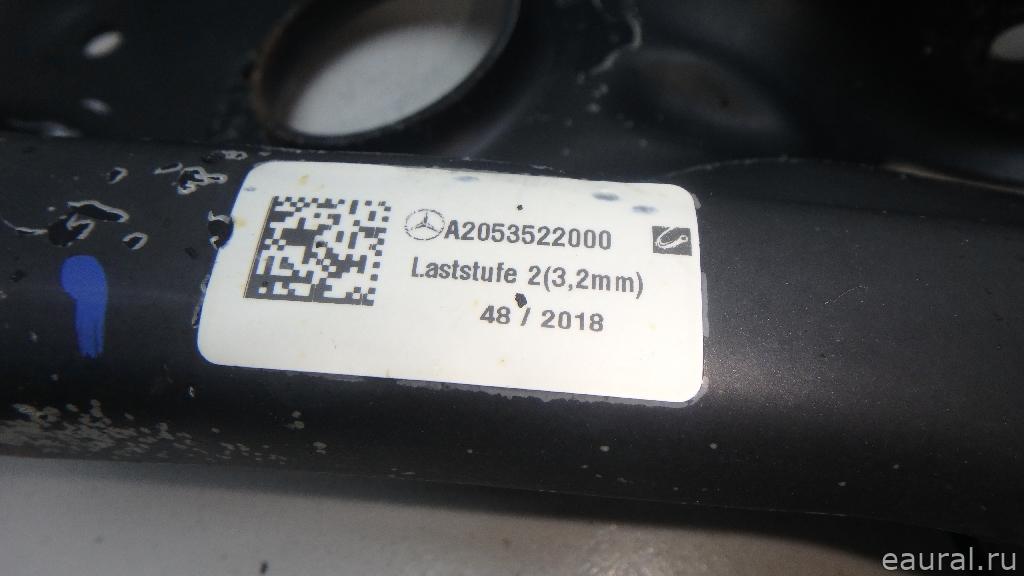 A2053522000
Laststufe 2(3,2mm)
48 / 2018
eaural.ru